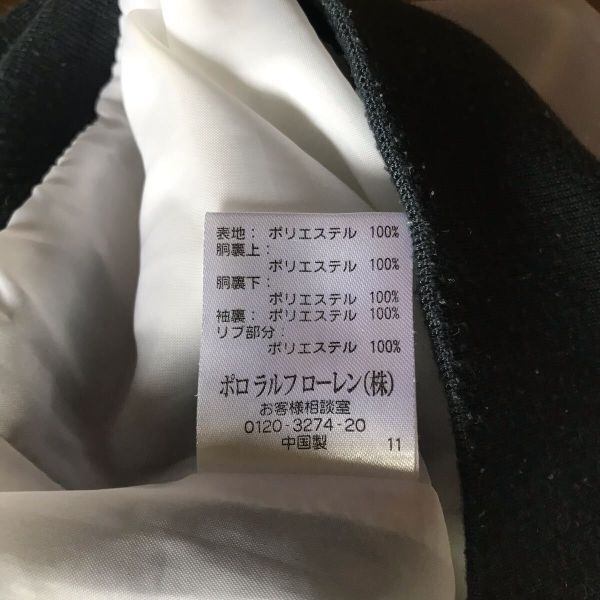 表地: ポリエステル 100%
胴裏上:
ポリエステル 100%
胴裏下:
ポリエステル 100%
袖裏: ポリエステル 100%
リブ部分:
ポリエステル 100%
ポロ ラルフ ローレン(株)
お客様相談室
0120-3274-20
中国製 11